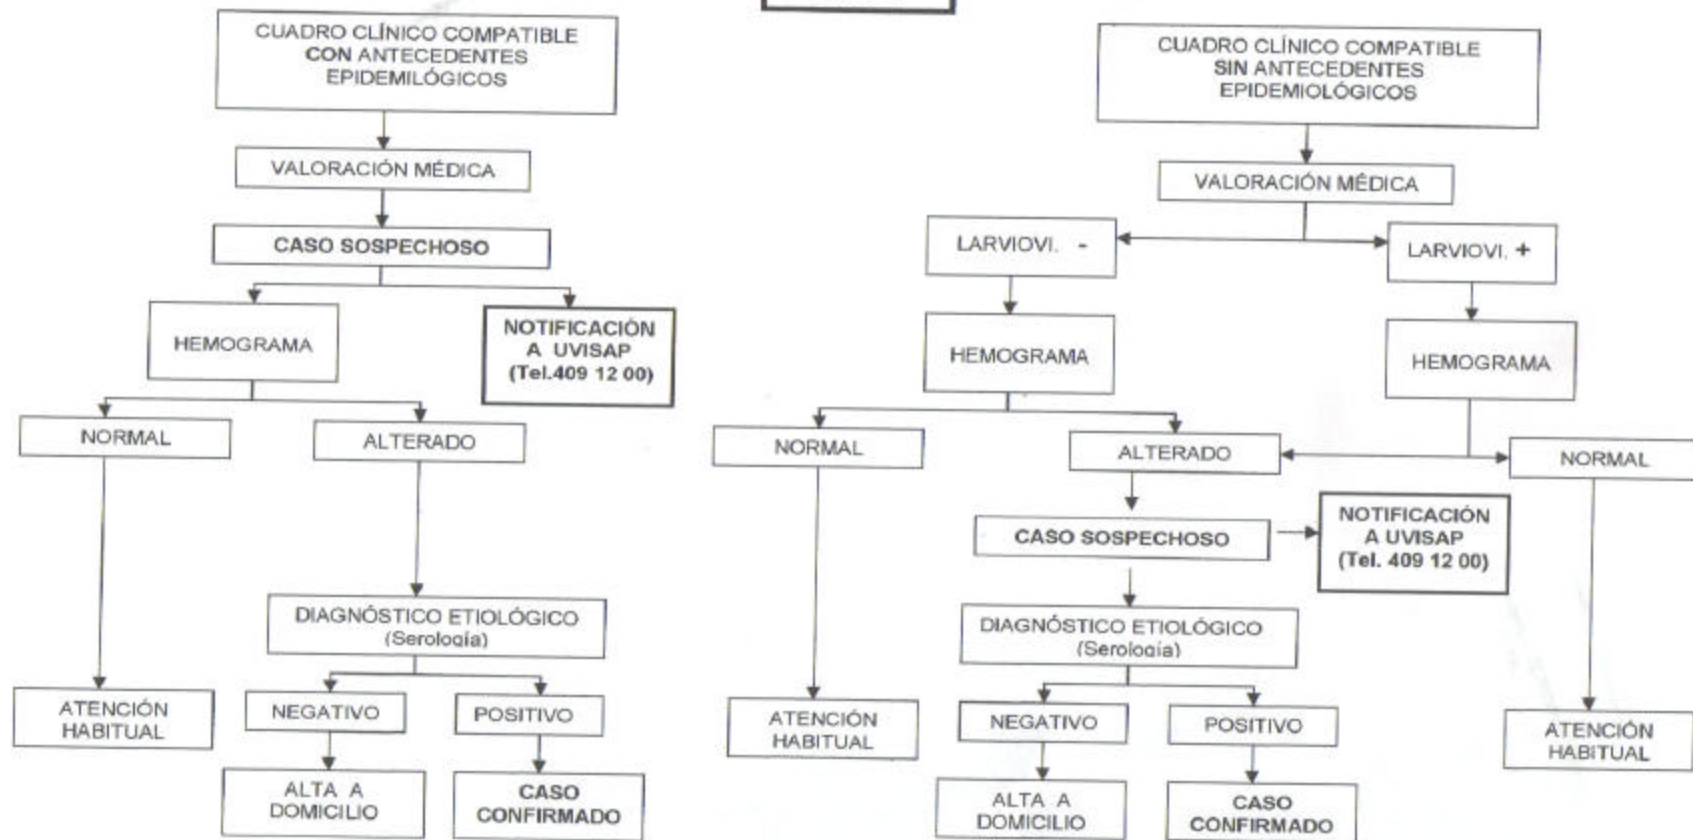 CUADRO CLÍNICO COMPATIBLE
CON ANTECEDENTES
EPIDEMILÓGICOS
VALORACIÓN MÉDICA
CASO SOSPECHOSO
HEMOGRAMA
NOTIFICACIÓN
A UVISAP
(Tel.409 12 00)
NORMAL
ALTERADO
DIAGNÓSTICO ETIOLÓGICO
(Serología)
ATENCIÓN
HABITUAL
NEGATIVO
POSITIVO
ALTA A
DOMICILIO
CASO
CONFIRMADO
CUADRO CLÍNICO COMPATIBLE
SIN ANTECEDENTES
EPIDEMIOLÓGICOS
VALORACIÓN MÉDICA
LARVIOVI. -
LARVIOVI. +
HEMOGRAMA
HEMOGRAMA
NORMAL
ALTERADO
NORMAL
CASO SOSPECHOSO
NOTIFICACIÓN
A UVISAP
(Tel. 409 12 00)
DIAGNÓSTICO ETIOLÓGICO
(Serología)
ATENCIÓN
HABITUAL
NEGATIVO
POSITIVO
ATENCIÓN
HABITUAL
ALTA A
DOMICILIO
CASO
CONFIRMADO